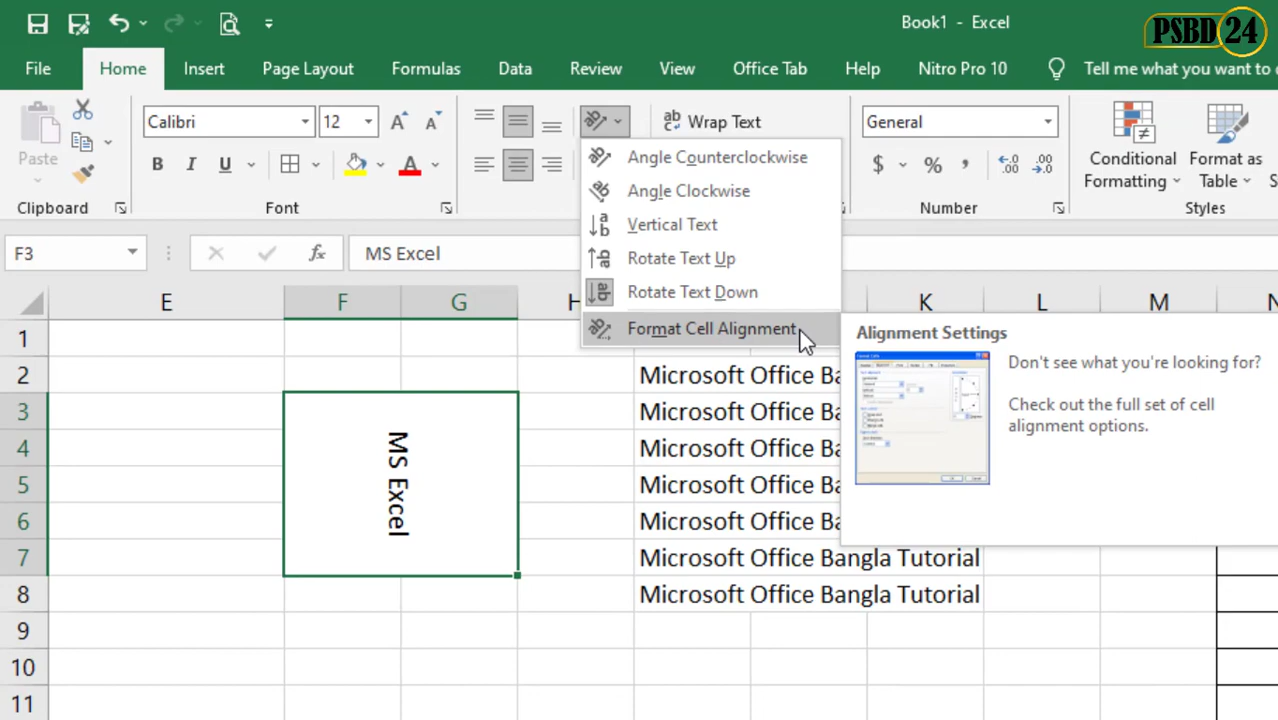 Book1 - Excel
PSBD 24
File Home Insert Page Layout Formulas Data Review View Office Tab Help Nitro Pro 10 Tell me what you want to
Calibri 12 Wrap Text General
Paste
B I U
$ % ,
Conditional Formatting
Format as Table
Clipboard Font Number Styles
Angle Counterclockwise
Angle Clockwise
Vertical Text
Rotate Text Up
Rotate Text Down
Format Cell Alignment
F3 fx MS Excel
E F G H K L M N
Alignment Settings
Don't see what you're looking for?
Check out the full set of cell
alignment options.
1
2 Microsoft Office Ba
3 Microsoft Office Ba
4 Microsoft Office Ba
5 Microsoft Office Ba
6 Microsoft Office Ba
7 Microsoft Office Bangla Tutorial
8 Microsoft Office Bangla Tutorial
9
10
11
MS Excel